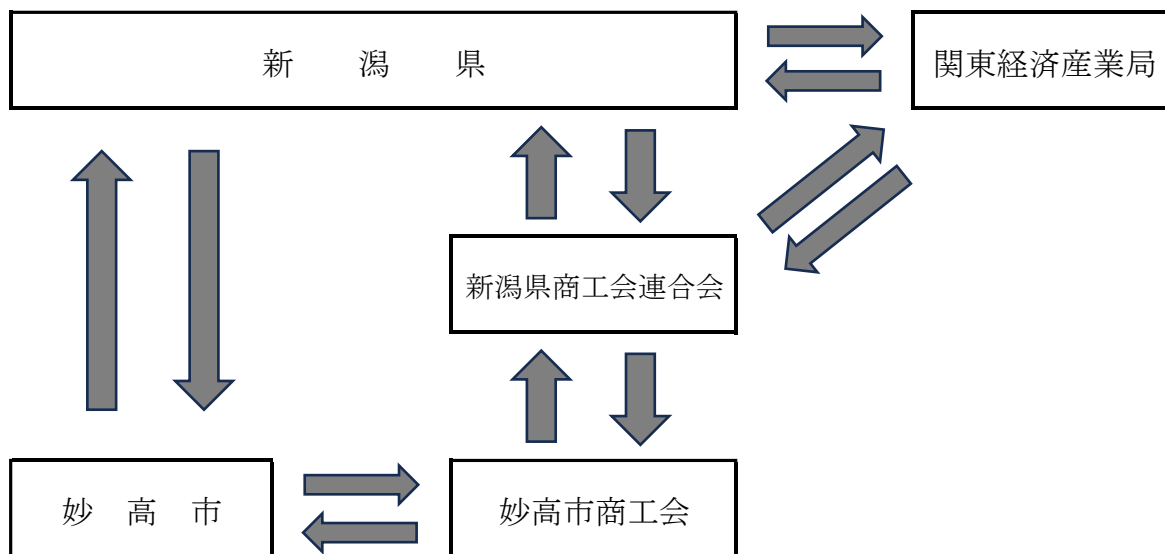 新　潟　県
関東経済産業局
新潟県商工会連合会
妙　高　市
妙高市商工会